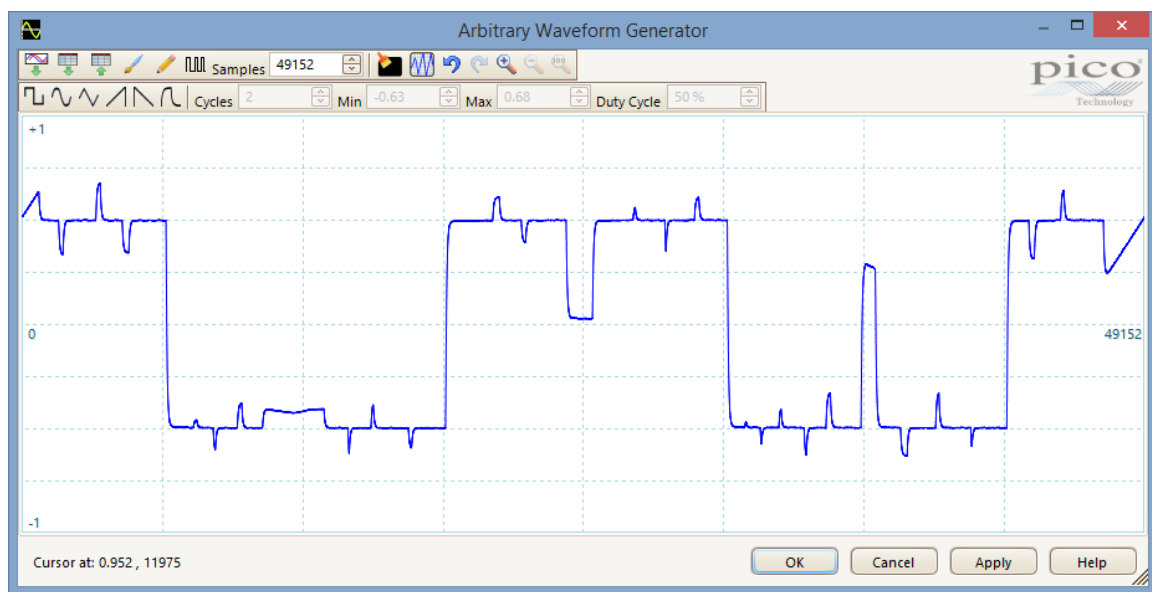 Arbitrary Waveform Generator
Samples 49152
Cycles 2 Min -0.63 Max 0.68 Duty Cycle 50 %
pico
Technology
+1
0
49152
-1
Cursor at: 0.952 , 11975
OK Cancel Apply Help